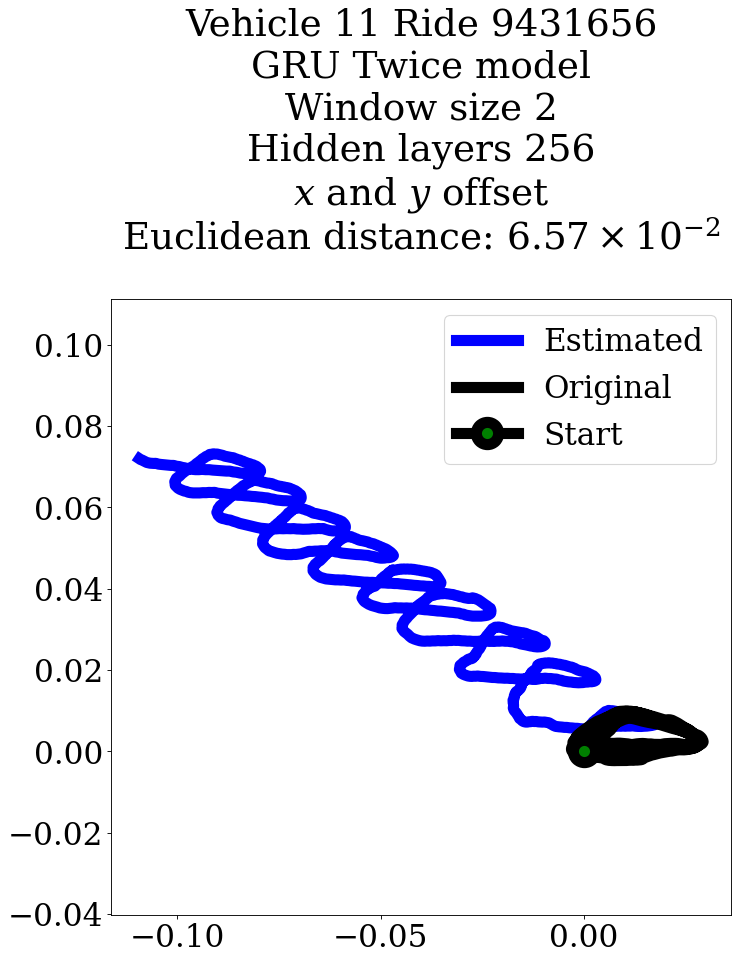 Vehicle 11 Ride 9431656
GRU Twice model
Window size 2
Hidden layers 256
x and y offset
Euclidean distance: 6.57 × 10⁻²
Estimated
Original
Start
0.10
0.08
0.06
0.04
0.02
0.00
−0.02
−0.04
−0.10
−0.05
0.00